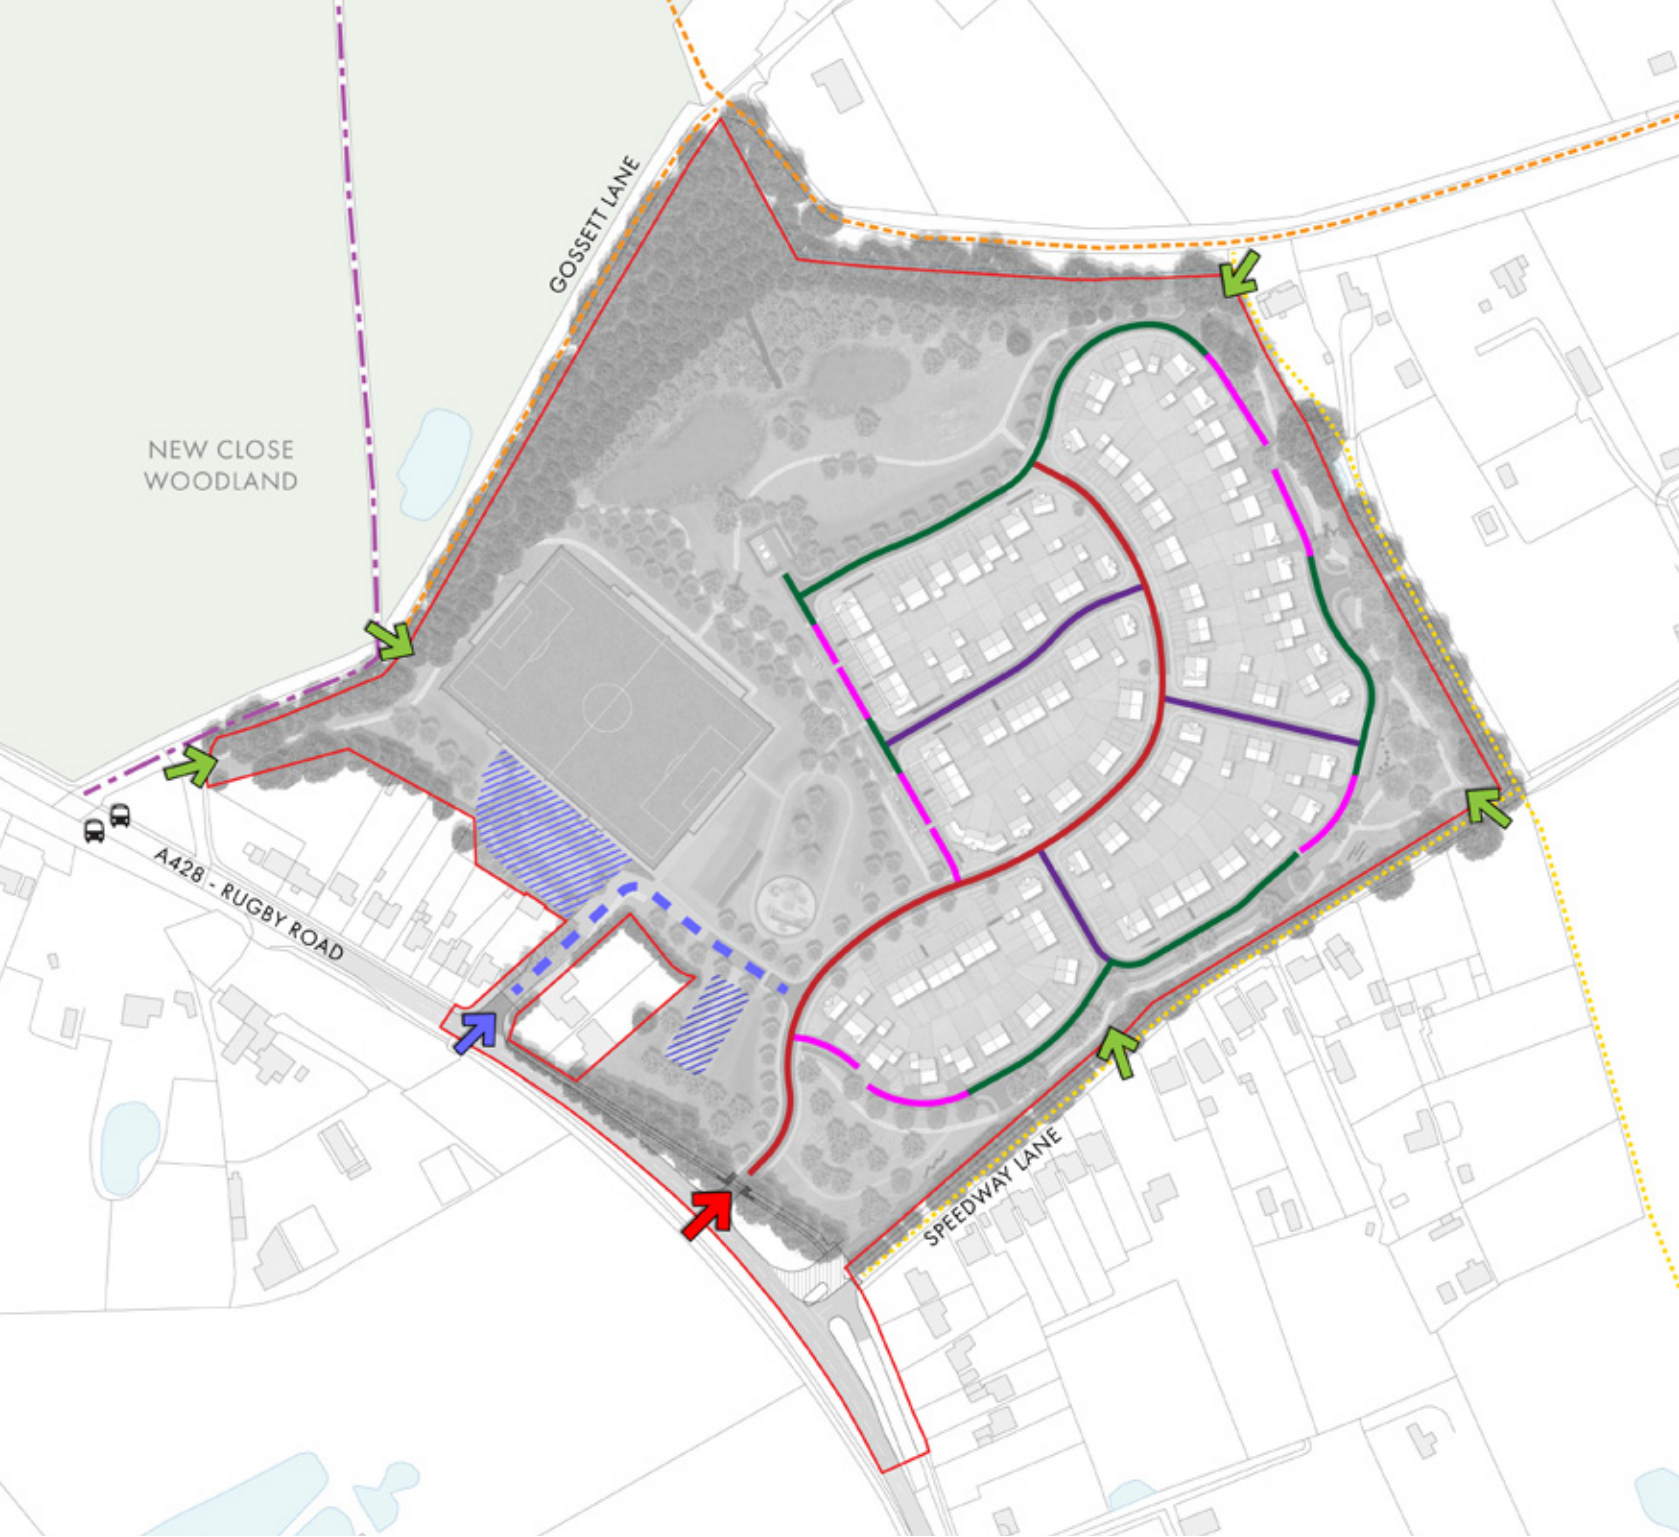 GOSSETT LANE
NEW CLOSE
WOODLAND
A428 - RUGBY ROAD
SPEEDWAY LANE